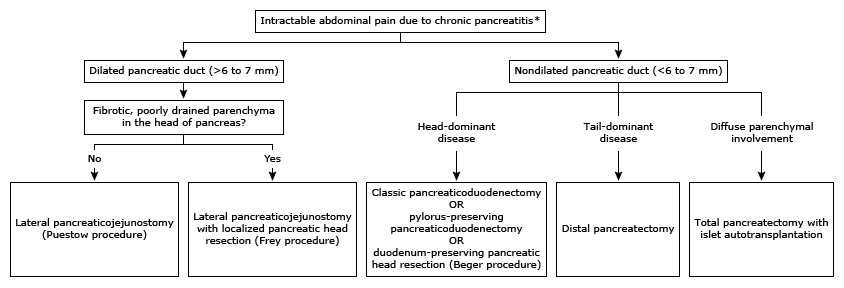 Intractable abdominal pain due to chronic pancreatitis*
Dilated pancreatic duct (>6 to 7 mm)
Nondilated pancreatic duct (<6 to 7 mm)
Fibrotic, poorly drained parenchyma
in the head of pancreas?
No
Yes
Head-dominant
disease
Tail-dominant
disease
Diffuse parenchymal
involvement
Lateral pancreaticojejunostomy
(Puestow procedure)
Lateral pancreaticojejunostomy
with localized pancreatic head
resection (Frey procedure)
Classic pancreaticoduodenectomy
OR
pylorus-preserving
pancreaticoduodenectomy
OR
duodenum-preserving pancreatic
head resection (Beger procedure)
Distal pancreatectomy
Total pancreatectomy with
islet autotransplantation